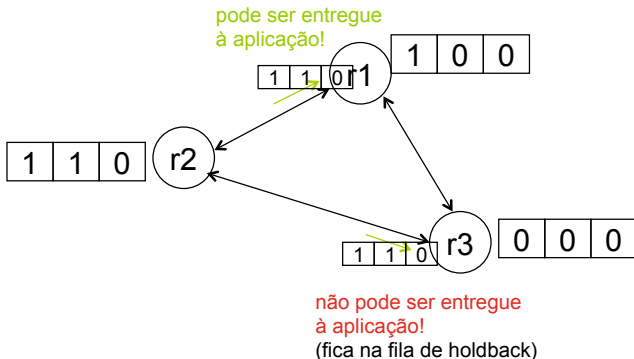 pode ser entregue
à aplicação!
1 1 0
r1
1 0 0
1 1 0
r2
1 1 0
r3
0 0 0
não pode ser entregue
à aplicação!
(fica na fila de holdback)